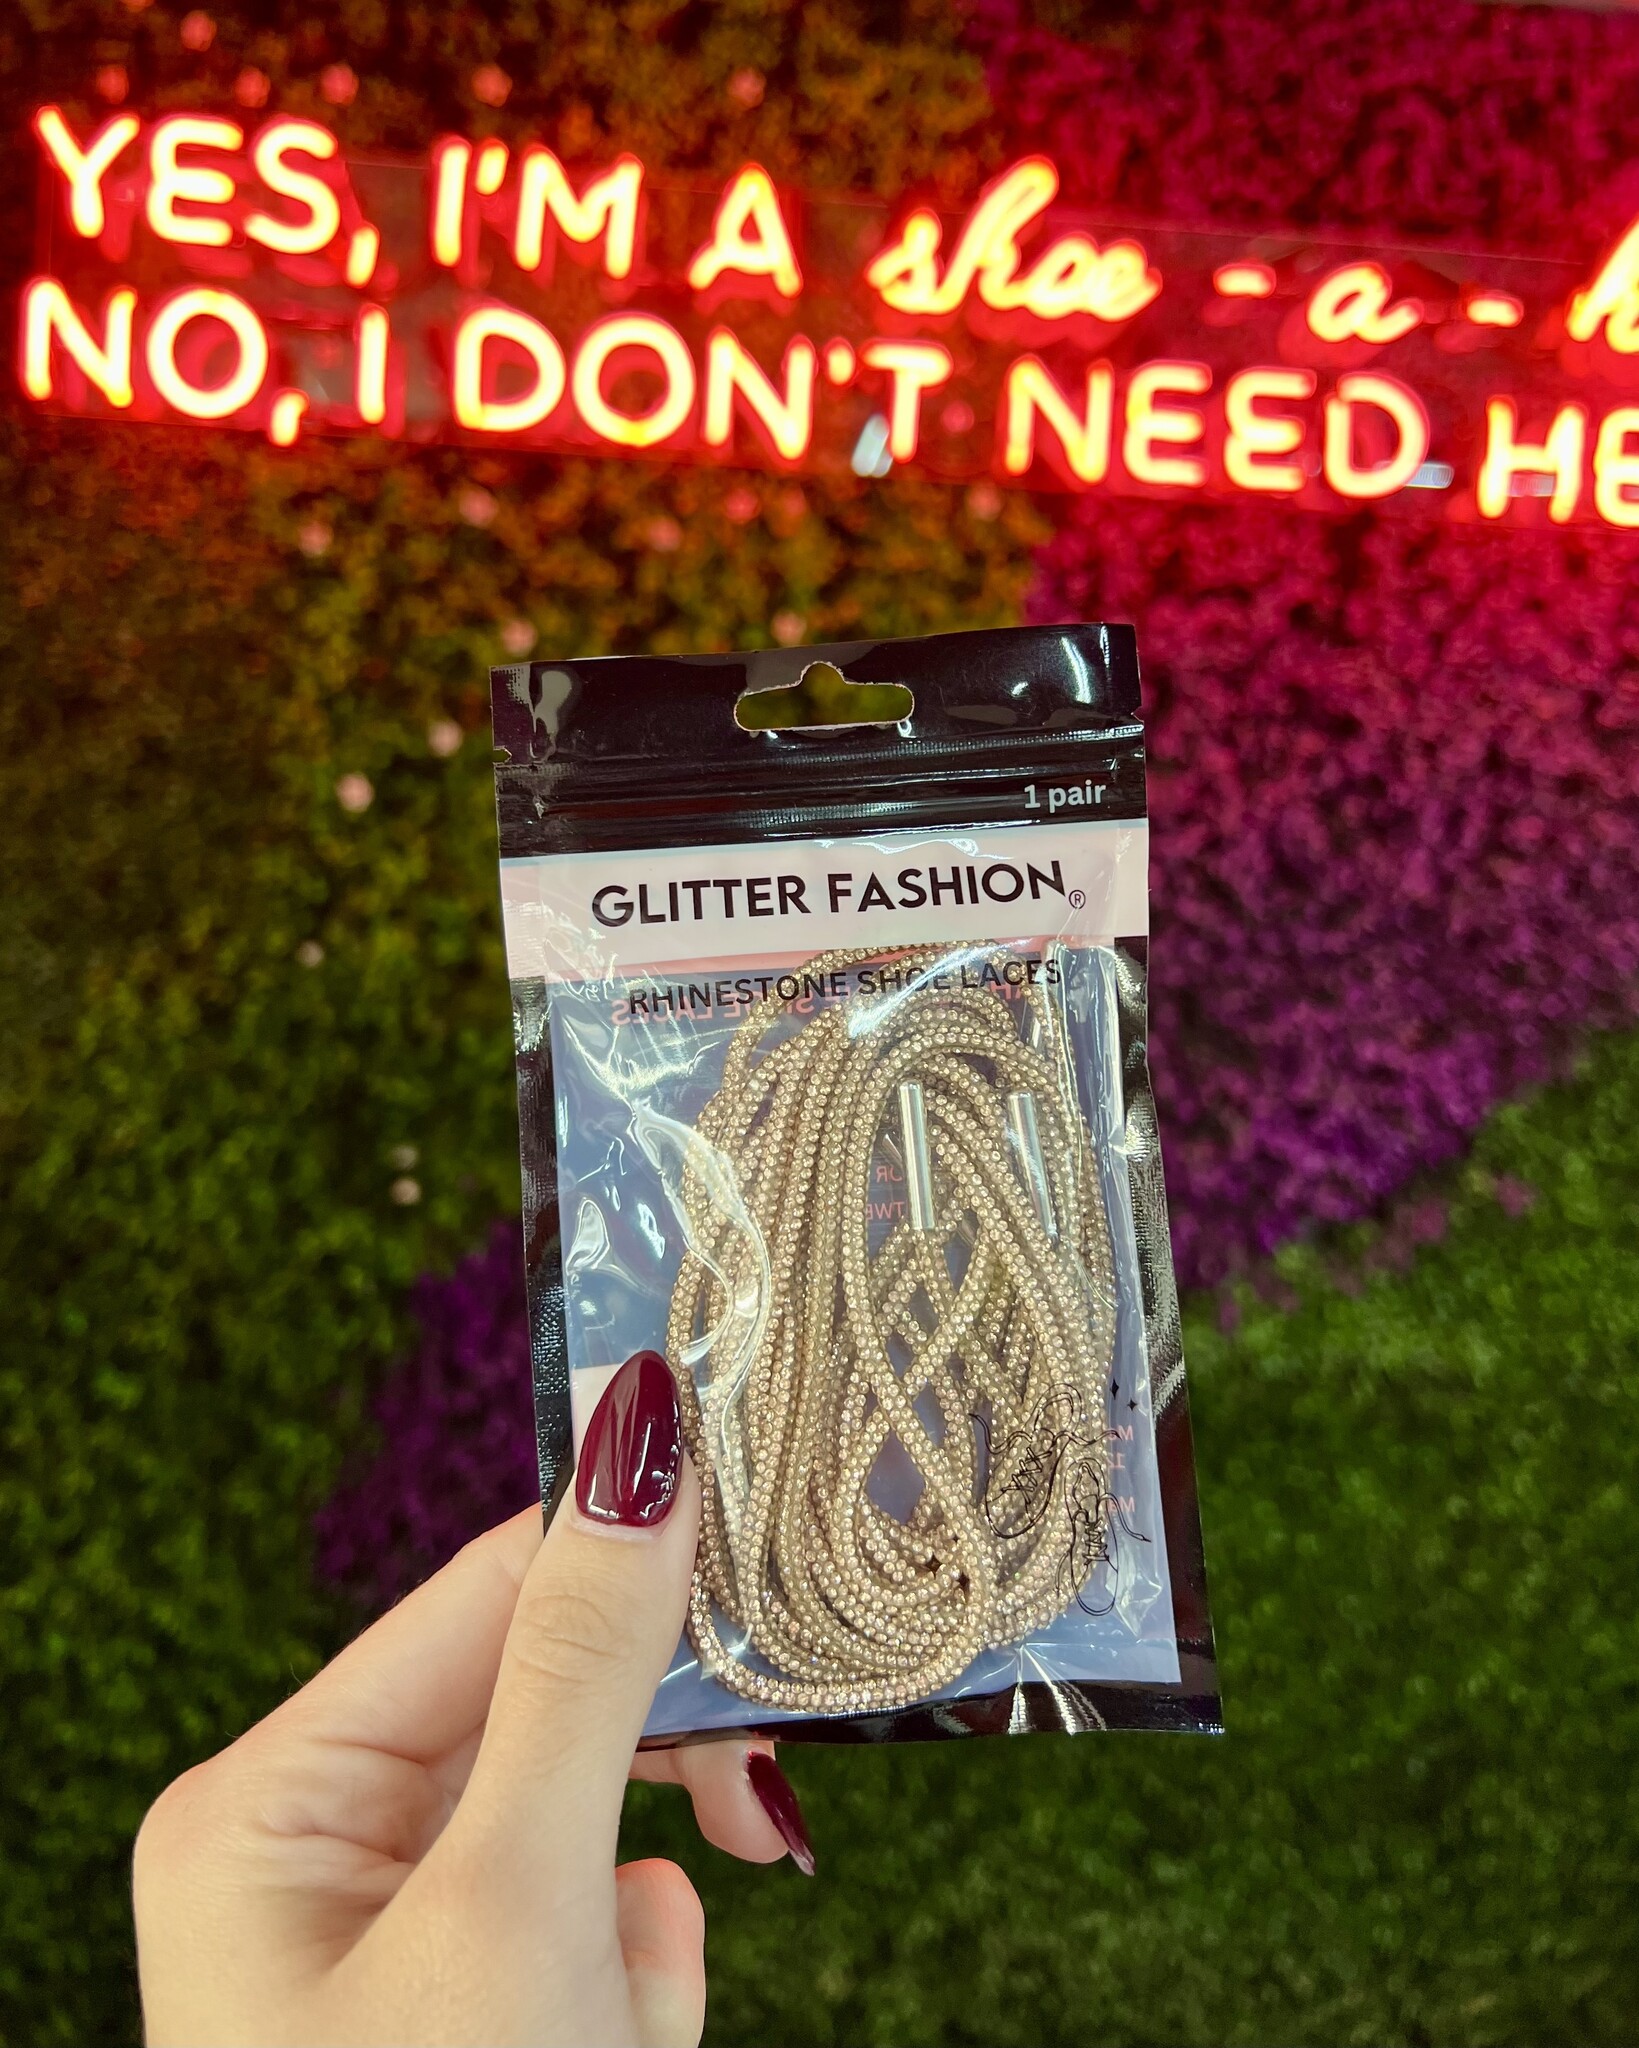 YES, I'M A shoe - a - h
NO, I DON'T NEED HE
1 pair
GLITTER FASHION®
RHINESTONE SHOE LACES